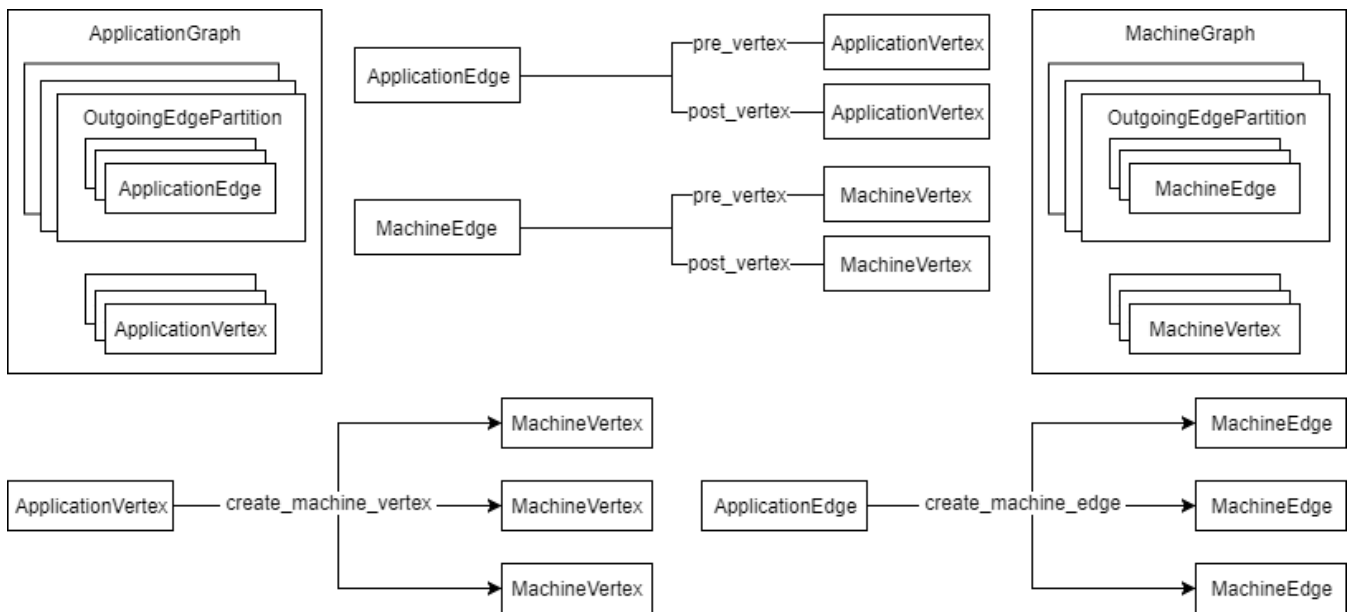 ApplicationGraph
OutgoingEdgePartition
ApplicationEdge
ApplicationVertex
ApplicationEdge
pre_vertex
ApplicationVertex
post_vertex
ApplicationVertex
MachineEdge
pre_vertex
MachineVertex
post_vertex
MachineVertex
MachineGraph
OutgoingEdgePartition
MachineEdge
MachineVertex
ApplicationVertex
create_machine_vertex
MachineVertex
MachineVertex
MachineVertex
ApplicationEdge
create_machine_edge
MachineEdge
MachineEdge
MachineEdge